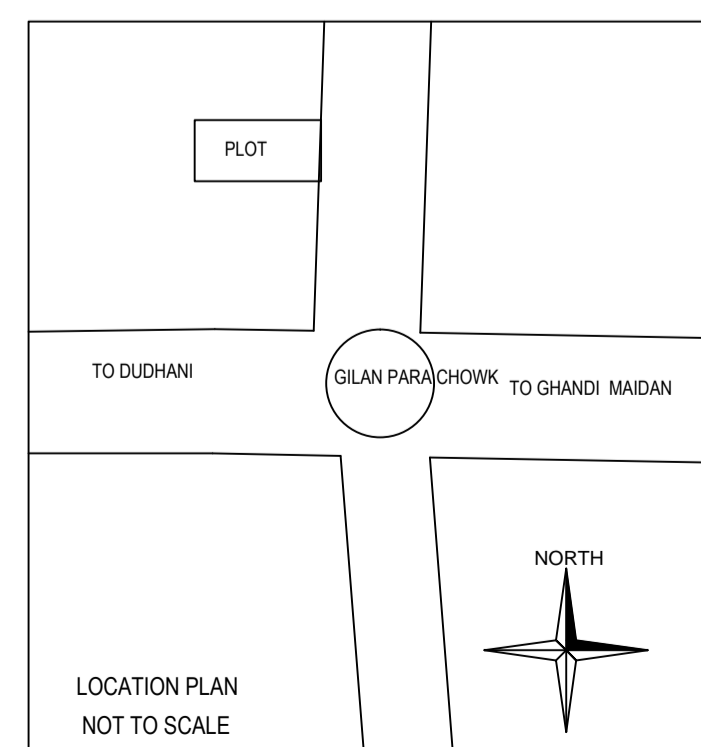 PLOT
TO DUDHANI
GILAN PARA CHOWK
TO GHANDI MAIDAN
NORTH
LOCATION PLAN
NOT TO SCALE